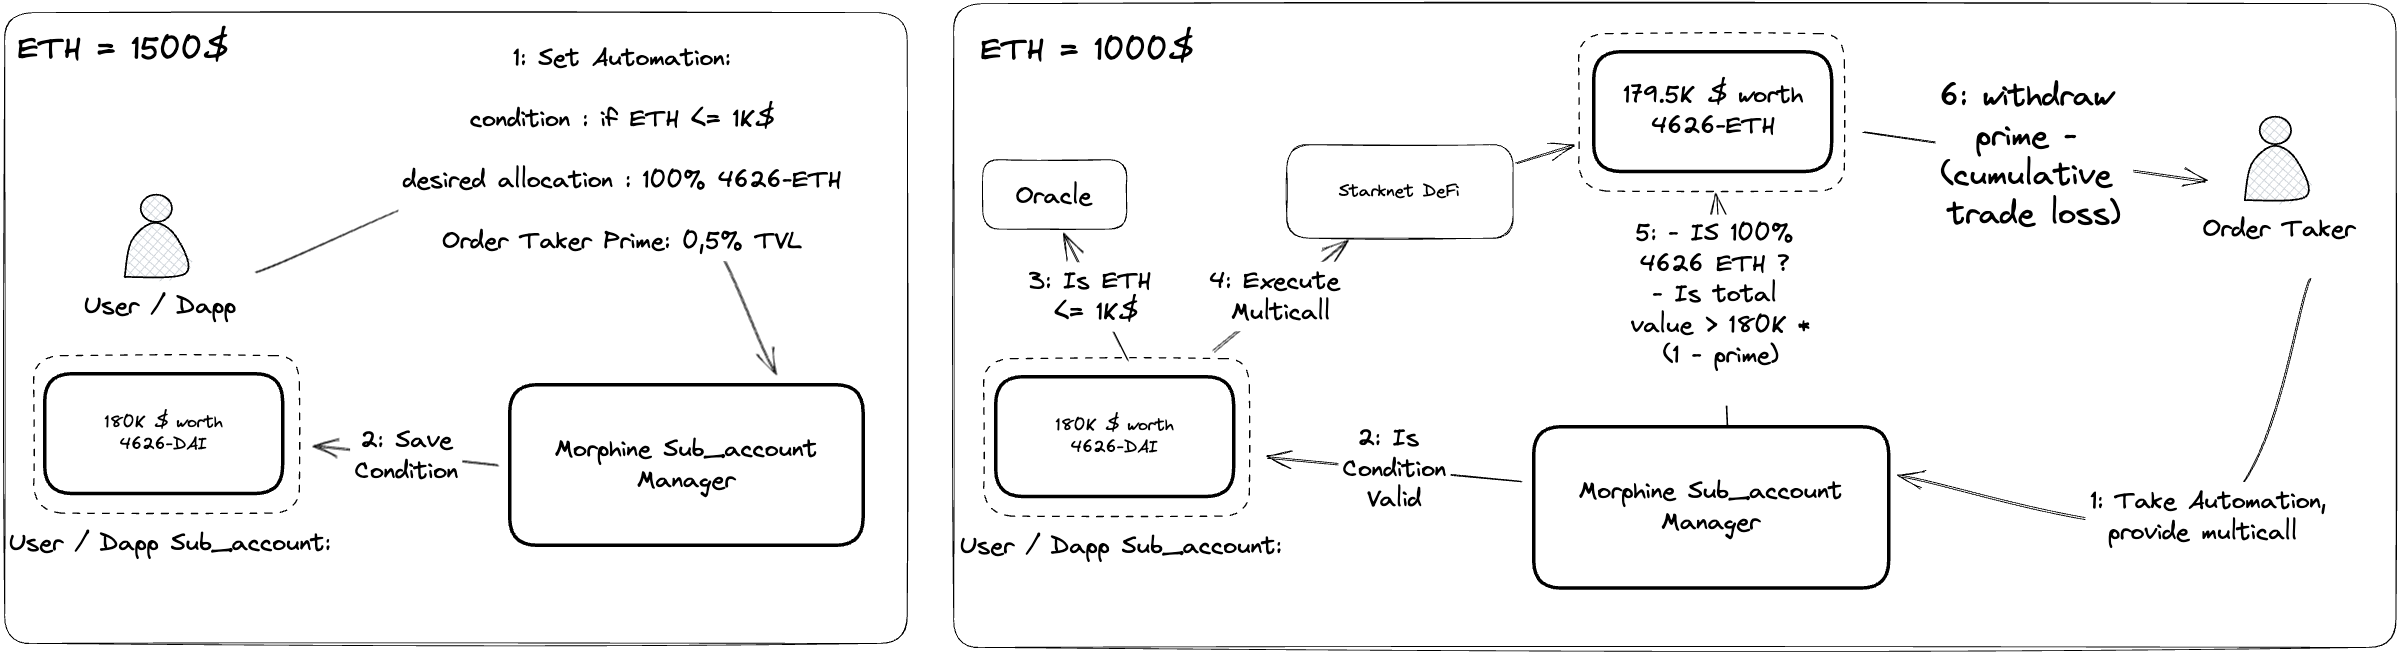 ETH = 1500$
1: Set Automation:
condition : if ETH <= 1K$
desired allocation : 100% 4626-ETH
Order Taker Prime: 0,5% TVL
User / Dapp
180K $ worth
4626-DAI
2: Save
Condition
Morphine Sub_account
Manager
User / Dapp Sub_account:
ETH = 1000$
179.5K $ worth
4626-ETH
6: withdraw
prime -
(cumulative
trade loss)
Oracle
Starknet DeFi
Order Taker
3: Is ETH
<= 1K$
4: Execute
Multicall
5: - IS 100%
4626 ETH ?
- Is total
value > 180K *
(1 - prime)
180K $ worth
4626-DAI
2: Is
Condition
Valid
Morphine Sub_account
Manager
1: Take Automation,
provide multicall
User / Dapp Sub_account: